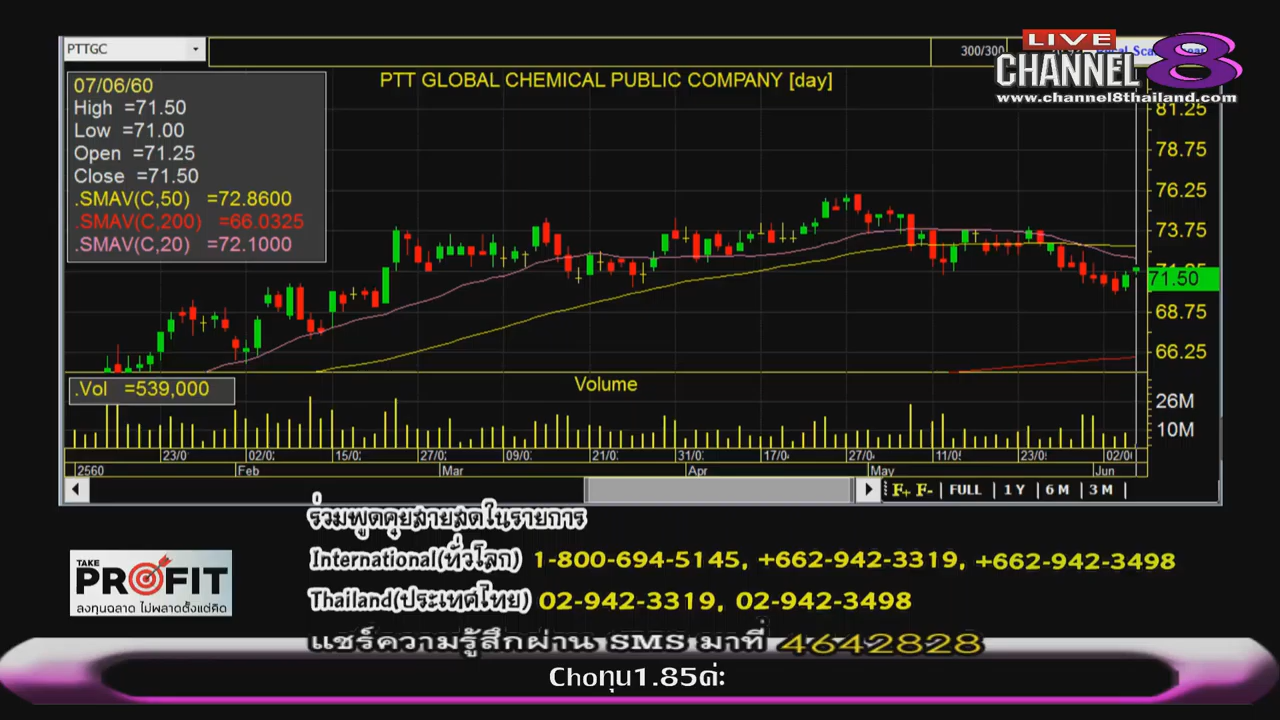 PTTGC
300/300
LIVE
CHANNEL 8
www.channel8thailand.com
PTT GLOBAL CHEMICAL PUBLIC COMPANY [day]
07/06/60
High =71.50
Low =71.00
Open =71.25
Close =71.50
.SMAV(C,50) =72.8600
.SMAV(C,200) =66.0325
.SMAV(C,20) =72.1000
81.25
78.75
76.25
73.75
71.50
68.75
66.25
.Vol =539,000
Volume
26M
10M
23/0 02/0 15/0 27/0 09/0 21/0 31/0 17/0 27/0 11/0 23/0 02/0
2560 Feb Mar Apr May Jun
F+ F- FULL 1 Y 6 M 3 M
ร่วมพูดคุยสายสดในรายการ
International(ทั่วโลก) 1-800-694-5145, +662-942-3319, +662-942-3498
TAKE
PROFIT
ลงทุนฉลาด ไม่พลาดตั้งแต่คิด
Thailand(ประเทศไทย) 02-942-3319, 02-942-3498
แชร์ความรู้สึกผ่าน SMS มาที่ 4642828
Choทุน1.85ค่ะ